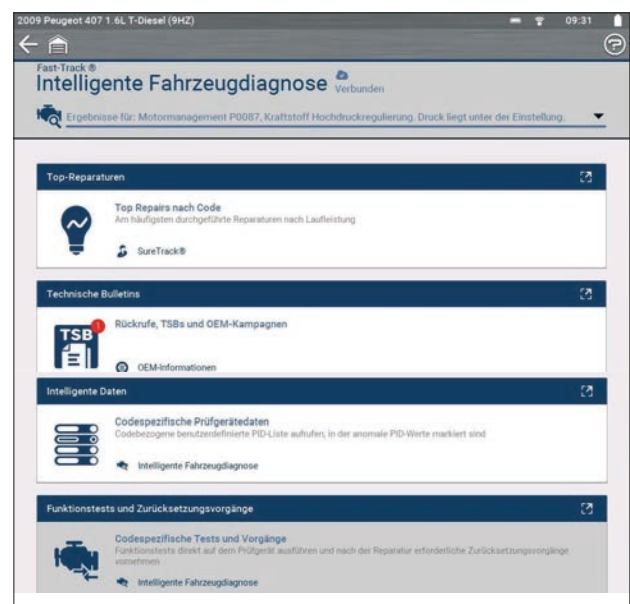 2009 Peugeot 407 1.6L T-Diesel (9HZ) 09:31
Fast-Track ®
Intelligente Fahrzeugdiagnose Verbunden
Ergebnisse für: Motormanagement P0087, Kraftstoff Hochdruckregulierung. Druck liegt unter der Einstellung.
Top-Reparaturen
Top Repairs nach Code
Am häufigsten durchgeführte Reparaturen nach Laufleistung
SureTrack®
Technische Bulletins
TSB 1
Rückrufe, TSBs und OEM-Kampagnen
OEM-Informationen
Intelligente Daten
Codespezifische Prüfgerätedaten
Codebezogene benutzerdefinierte PID-Liste aufrufen, in der anomale PID-Werte markiert sind
Intelligente Fahrzeugdiagnose
Funktionstests und Zurücksetzungsvorgänge
Codespezifische Tests und Vorgänge
Funktionstests direkt auf dem Prüfgerät ausführen und nach der Reparatur erforderliche Zurücksetzungsvorgänge
vornehmen
Intelligente Fahrzeugdiagnose